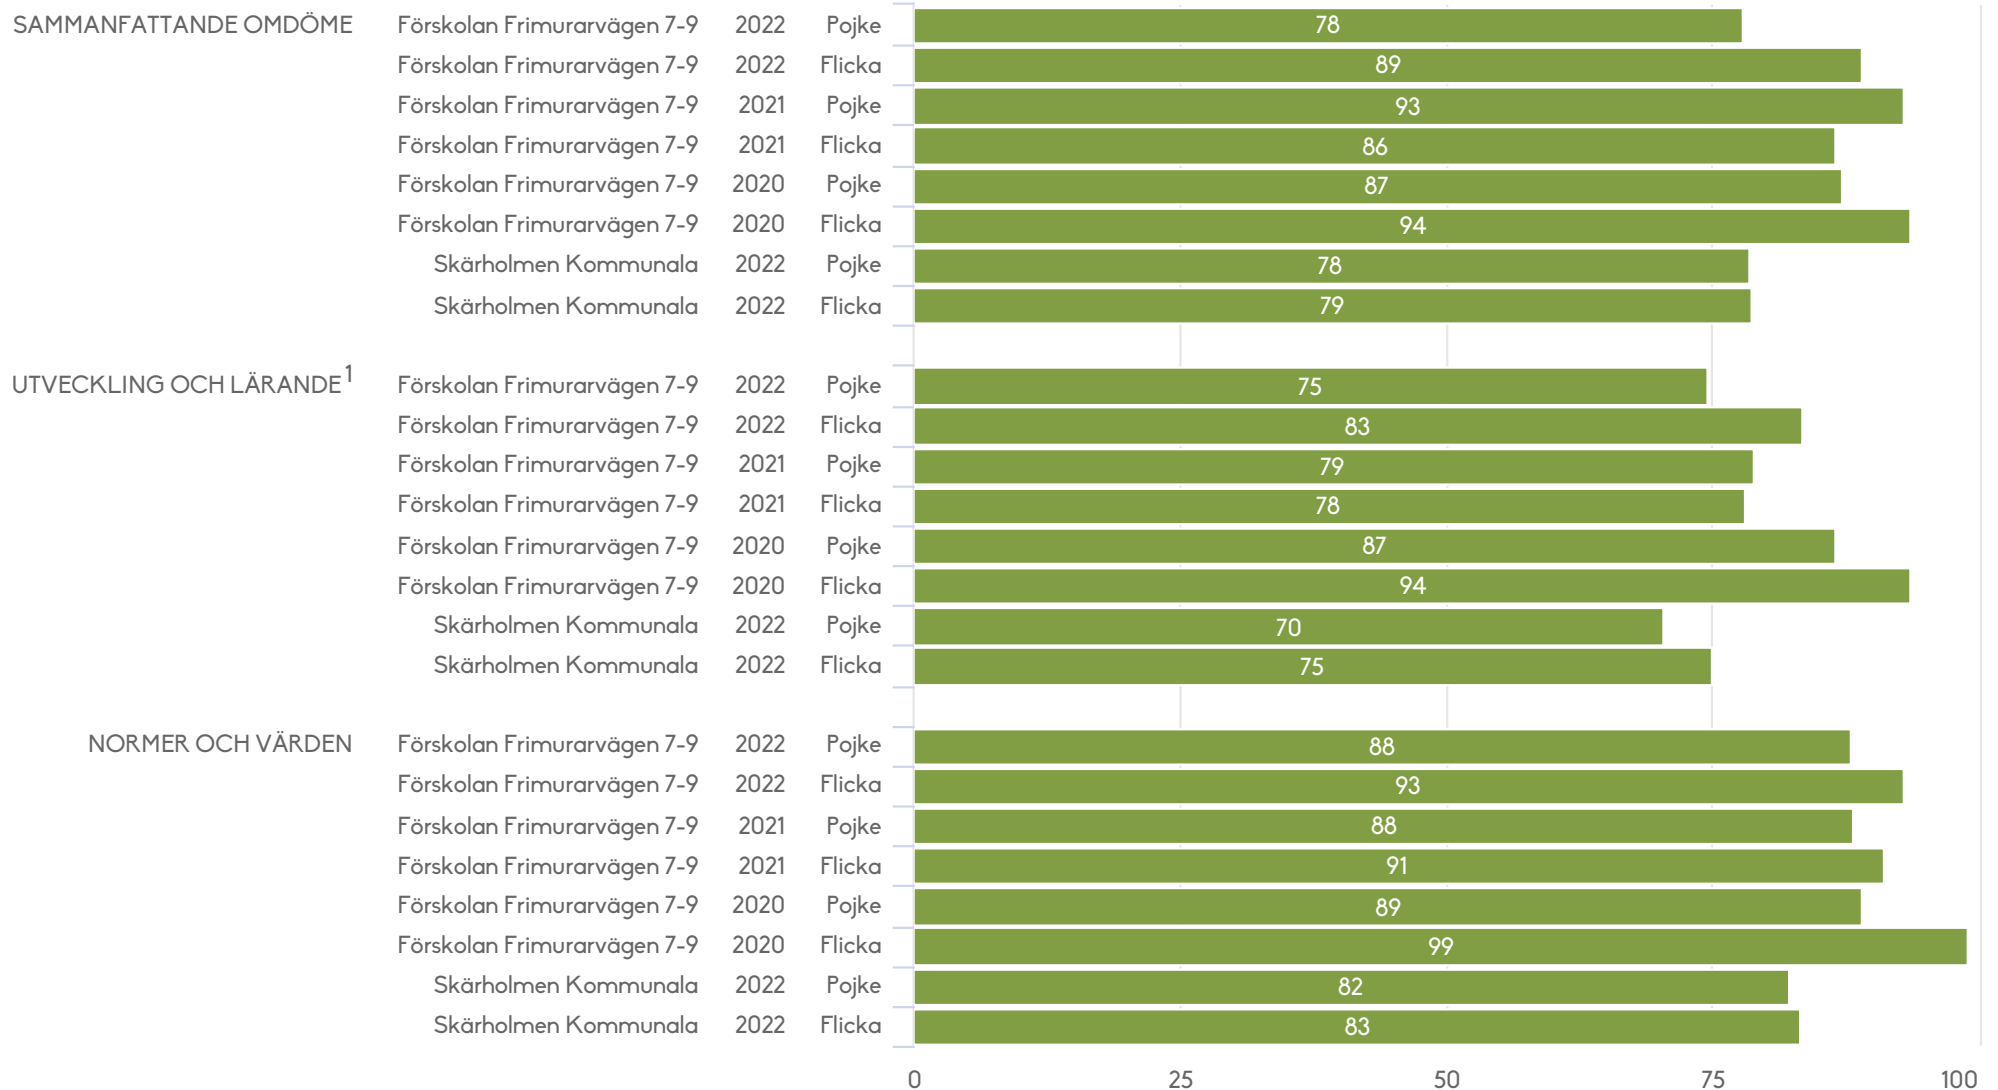 SAMMANFATTANDE OMDÖME Förskolan Frimurarvägen 7-9 2022 Pojke 78
Förskolan Frimurarvägen 7-9 2022 Flicka 89
Förskolan Frimurarvägen 7-9 2021 Pojke 93
Förskolan Frimurarvägen 7-9 2021 Flicka 86
Förskolan Frimurarvägen 7-9 2020 Pojke 87
Förskolan Frimurarvägen 7-9 2020 Flicka 94
Skärholmen Kommunala 2022 Pojke 78
Skärholmen Kommunala 2022 Flicka 79
UTVECKLING OCH LÄRANDE¹ Förskolan Frimurarvägen 7-9 2022 Pojke 75
Förskolan Frimurarvägen 7-9 2022 Flicka 83
Förskolan Frimurarvägen 7-9 2021 Pojke 79
Förskolan Frimurarvägen 7-9 2021 Flicka 78
Förskolan Frimurarvägen 7-9 2020 Pojke 87
Förskolan Frimurarvägen 7-9 2020 Flicka 94
Skärholmen Kommunala 2022 Pojke 70
Skärholmen Kommunala 2022 Flicka 75
NORMER OCH VÄRDEN Förskolan Frimurarvägen 7-9 2022 Pojke 88
Förskolan Frimurarvägen 7-9 2022 Flicka 93
Förskolan Frimurarvägen 7-9 2021 Pojke 88
Förskolan Frimurarvägen 7-9 2021 Flicka 91
Förskolan Frimurarvägen 7-9 2020 Pojke 89
Förskolan Frimurarvägen 7-9 2020 Flicka 99
Skärholmen Kommunala 2022 Pojke 82
Skärholmen Kommunala 2022 Flicka 83
0 25 50 75 100